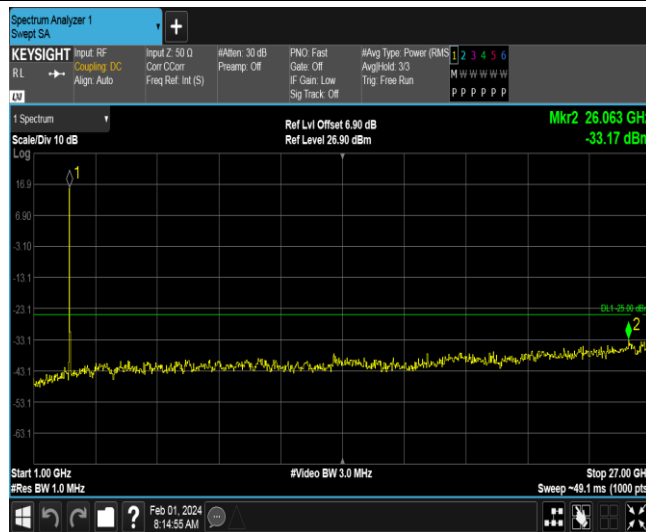 Spectrum Analyzer 1
Swept SA
KEYSIGHT
RL
LXI
Input: RF
Coupling: DC
Align: Auto
Input Z: 50 Ω
Corr CCorr
Freq Ref: Int (S)
#Atten: 30 dB
Preamp: Off
PNO: Fast
Gate: Off
IF Gain: Low
Sig Track: Off
#Avg Type: Power (RMS
Avg|Hold: 3/3
Trig: Free Run
1 2 3 4 5 6
M W W W W W
P P P P P P
1 Spectrum
Scale/Div 10 dB
Log
Ref Lvl Offset 6.90 dB
Ref Level 26.90 dBm
Mkr2 26.063 GHz
-33.17 dBm
1
16.9
6.90
-3.10
-13.1
-23.1
DL1 -25.00 dBm
2
-33.1
-43.1
-53.1
-63.1
Start 1.00 GHz
#Video BW 3.0 MHz
Stop 27.00 GH
#Res BW 1.0 MHz
Sweep ~49.1 ms (1000 pts
?
Feb 01, 2024
8:14:55 AM